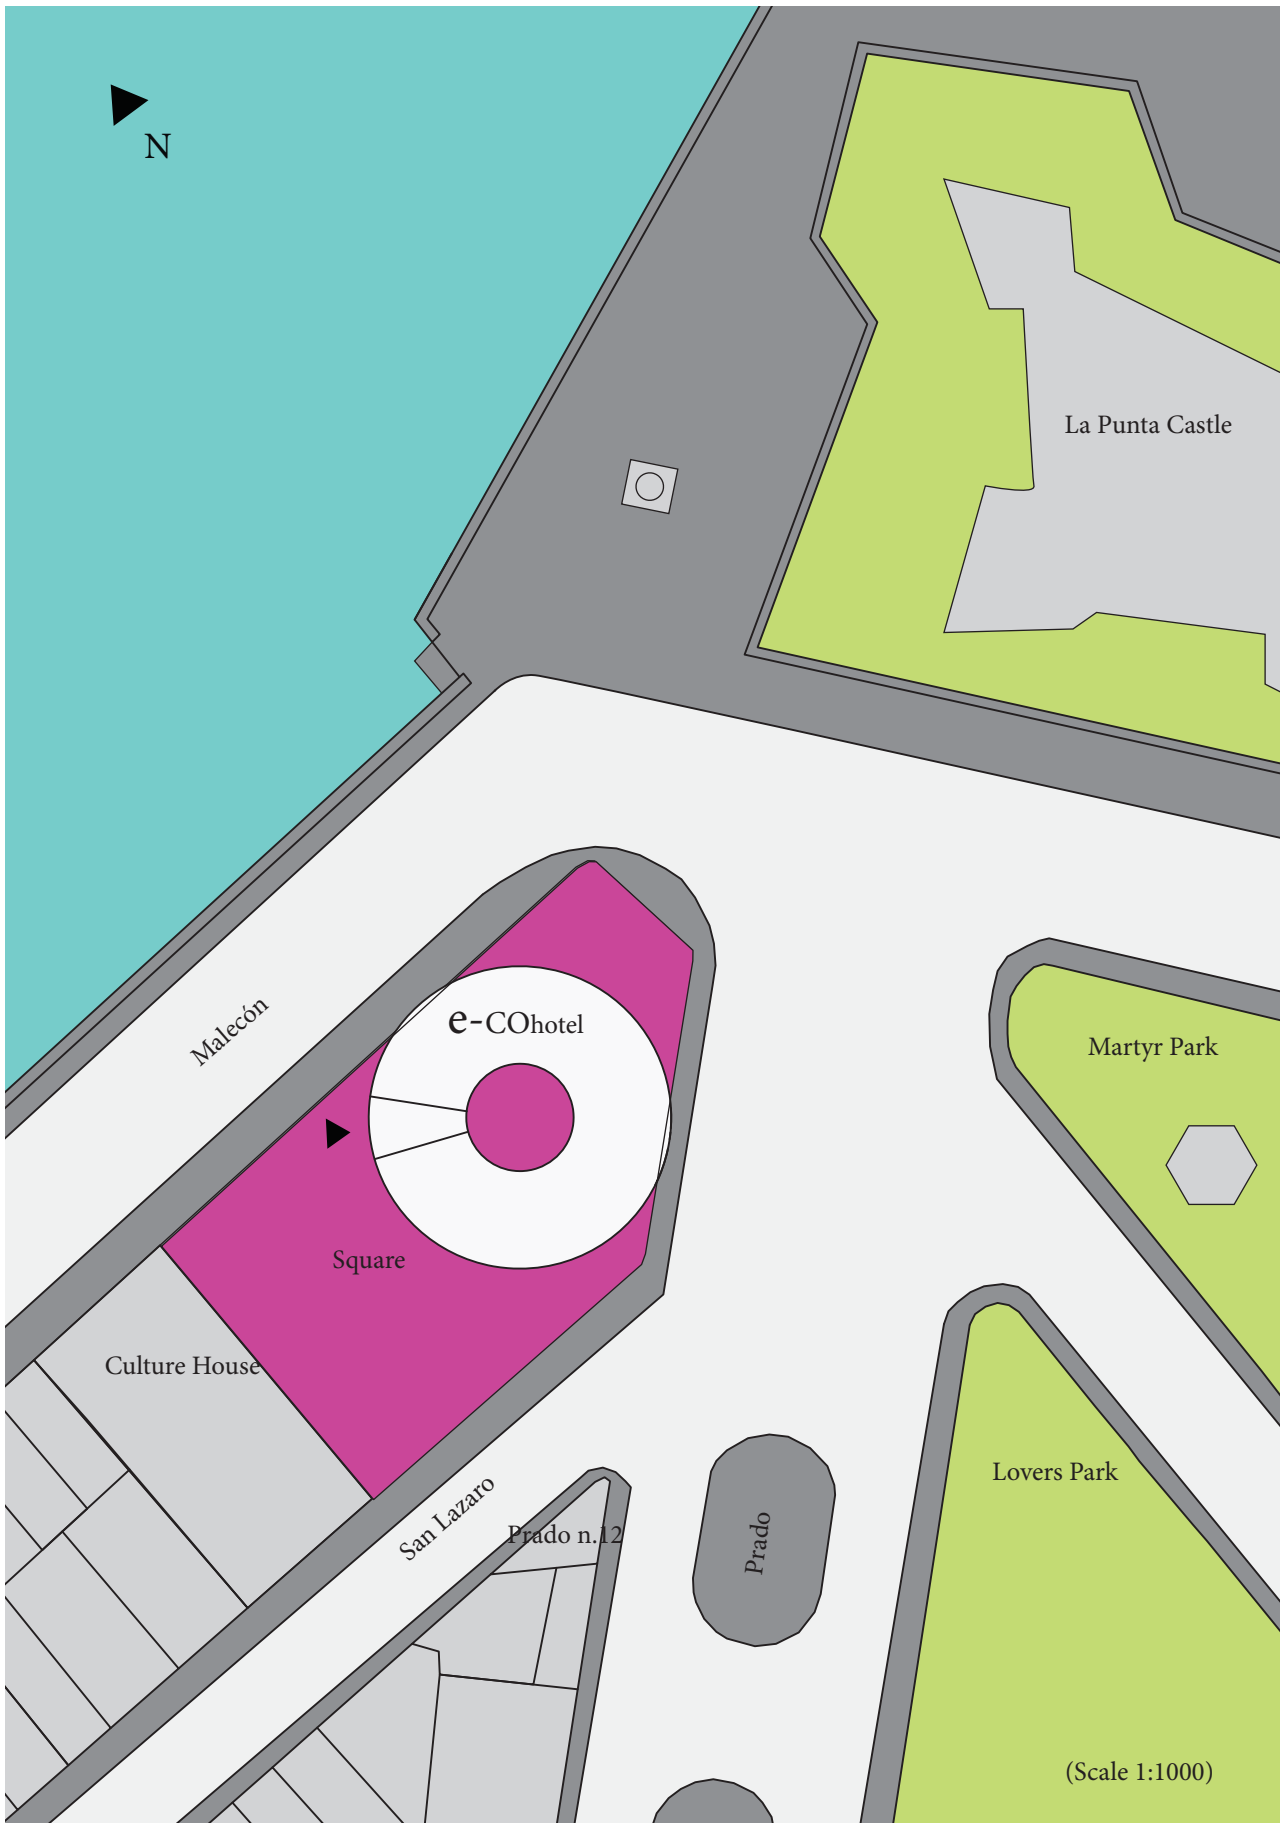 N
La Punta Castle
Malecón
e-COhotel
Martyr Park
Square
Culture House
San Lazaro
Prado n.12
Prado
Lovers Park
(Scale 1:1000)